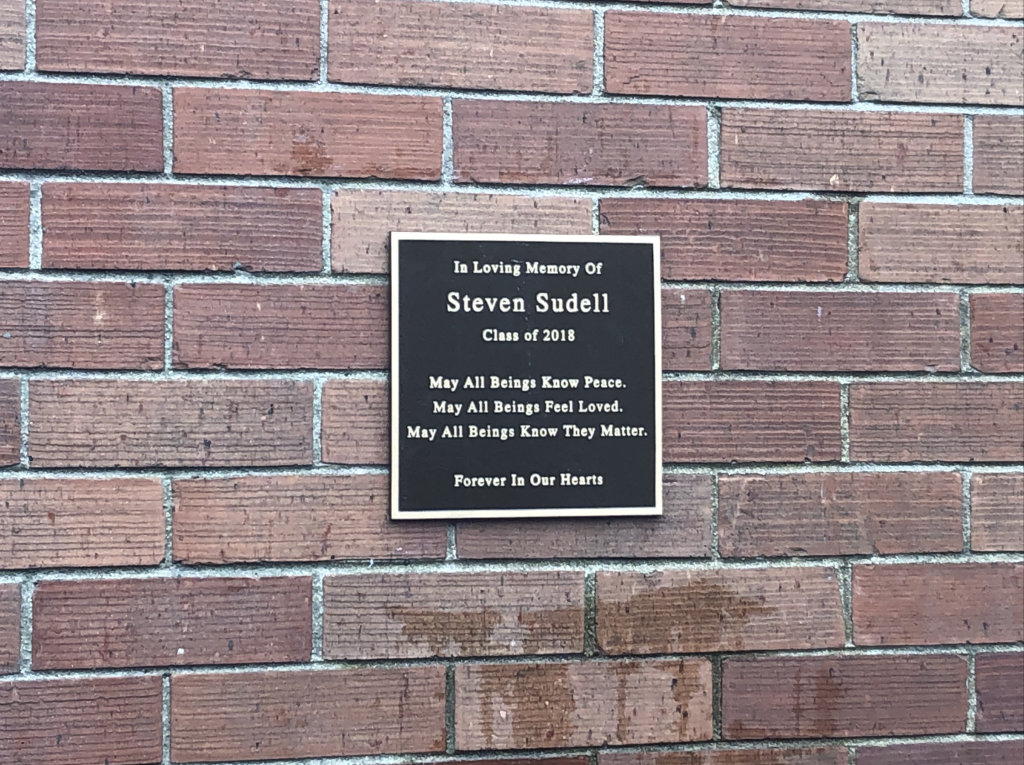 In Loving Memory Of
Steven Sudell
Class of 2018
May All Beings Know Peace.
May All Beings Feel Loved.
May All Beings Know They Matter.
Forever In Our Hearts